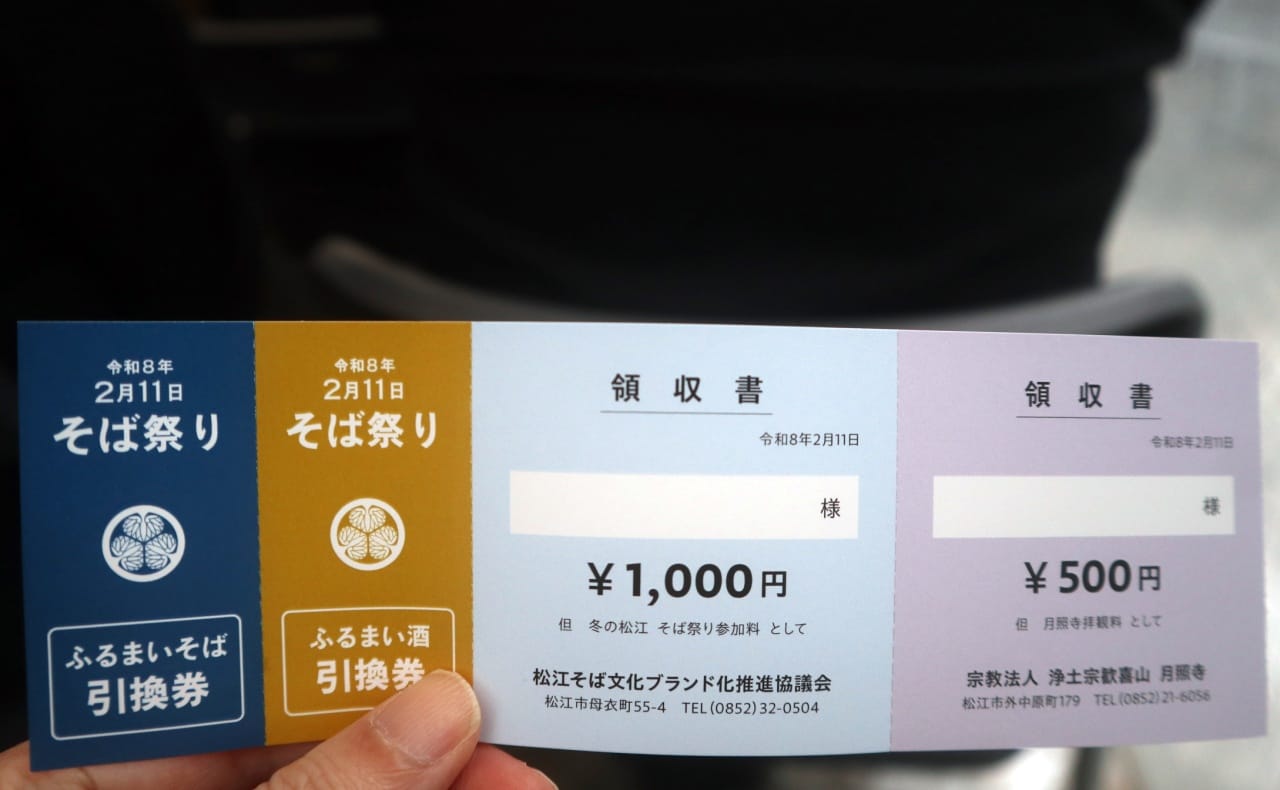 令和8年
2月11日
そば祭り
ふるまいそば
引換券
令和8年
2月11日
そば祭り
ふるまい酒
引換券
領収書
令和8年2月11日
様
¥1,000円
但 冬の松江 そば祭り参加料 として
松江そば文化ブランド化推進協議会
松江市母衣町55-4 TEL(0852)32-0504
領収書
令和8年2月11日
様
¥500円
但 月照寺拝観料 として
宗教法人 浄土宗歓喜山 月照寺
松江市外中原町179 TEL(0852)21-6056